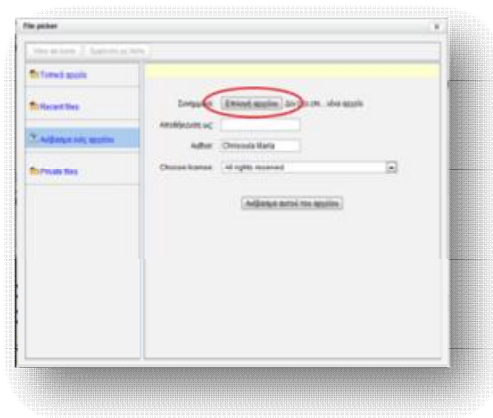 File picker
Τοπικά αρχεία
Recent files
Ανέβασμα ενός αρχείου
Private files
Συνημμένο Επιλογή αρχείου
Αποθήκευση ως
Author Chrisoula Maria
Choose license All rights reserved
Ανέβασμα αυτού του αρχείου